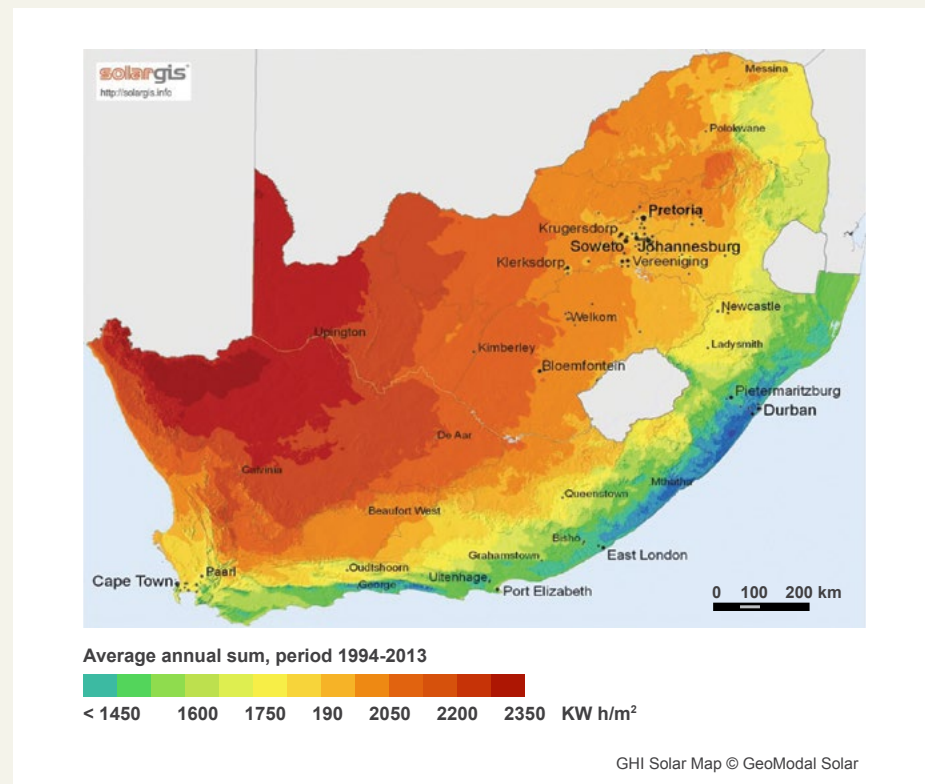 solargis
http://solargis.info
Messina
Polokwane
Pretoria
Krugersdorp
Soweto Johannesburg
Klerksdorp Vereeniging
Newcastle
Welkom
Upington
Ladysmith
Kimberley
Bloemfontein
Pietermaritzburg
Durban
De Aar
Calvinia
Mthatha
Queenstown
Beaufort West
Bisho
East London
Grahamstown
Oudtshoorn
Paarl
Uitenhage
Cape Town
George
Port Elizabeth
0 100 200 km
Average annual sum, period 1994-2013
< 1450 1600 1750 190 2050 2200 2350 KW h/m²
GHI Solar Map © GeoModal Solar